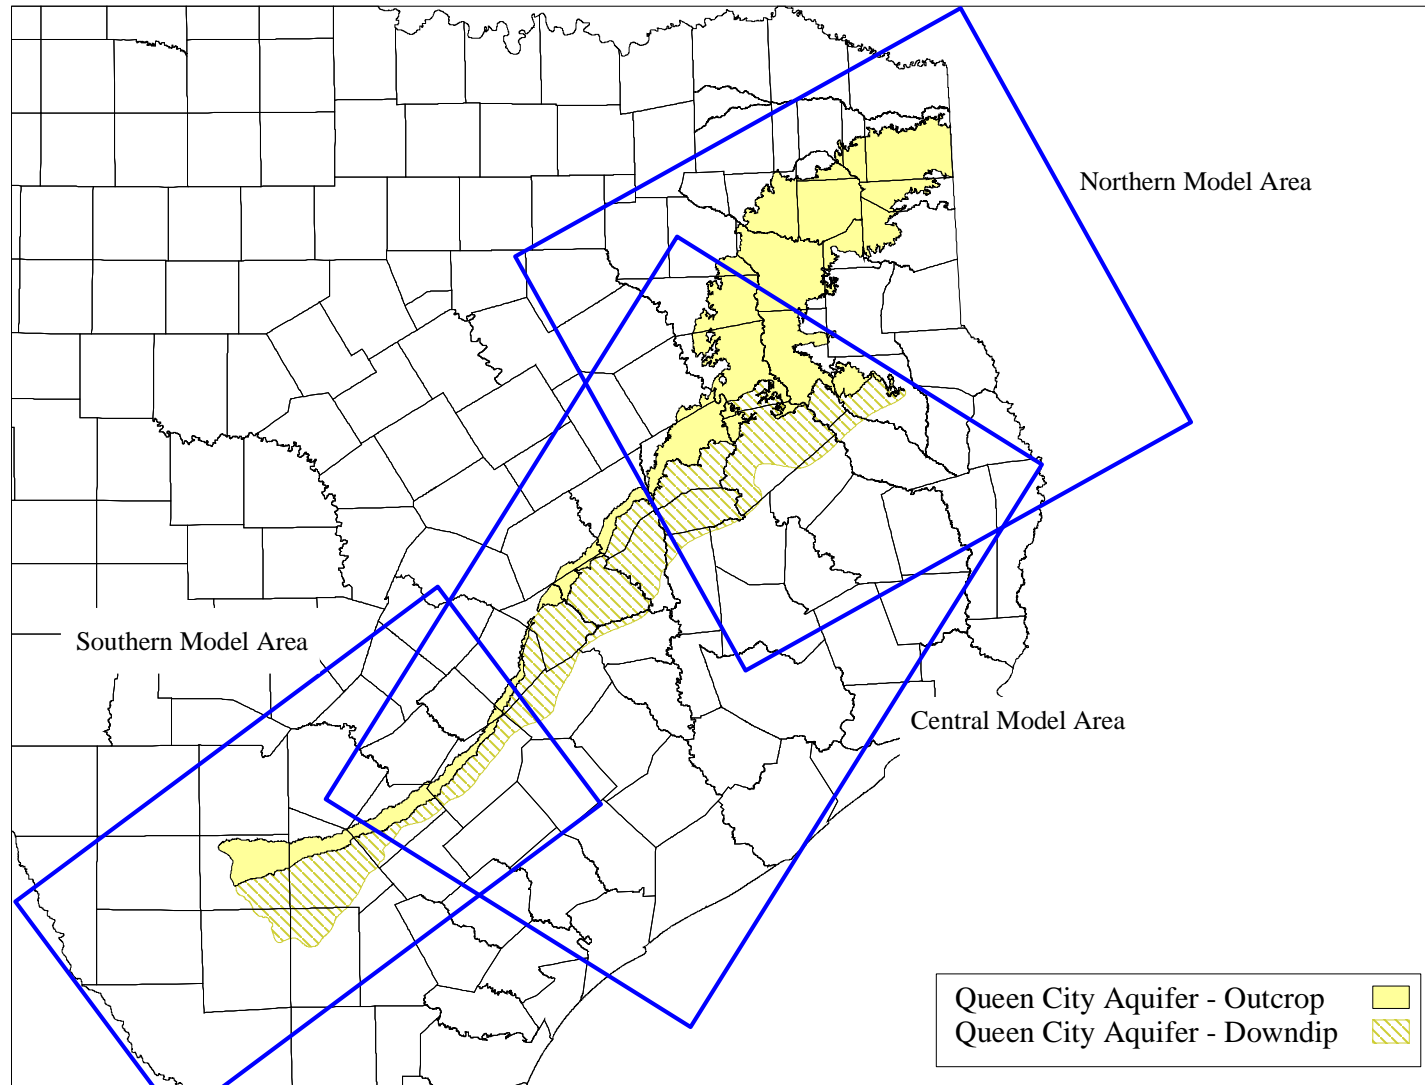 Northern Model Area
Southern Model Area
Central Model Area
Queen City Aquifer - Outcrop
Queen City Aquifer - Downdip